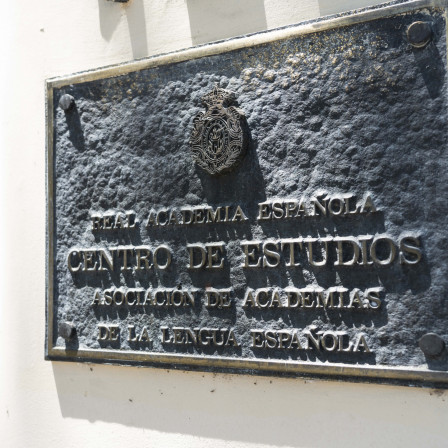 REAL ACADEMIA ESPAÑOLA
CENTRO DE ESTUDIOS
ASOCIACIÓN DE ACADEMIAS
DE LA LENGUA ESPAÑOLA